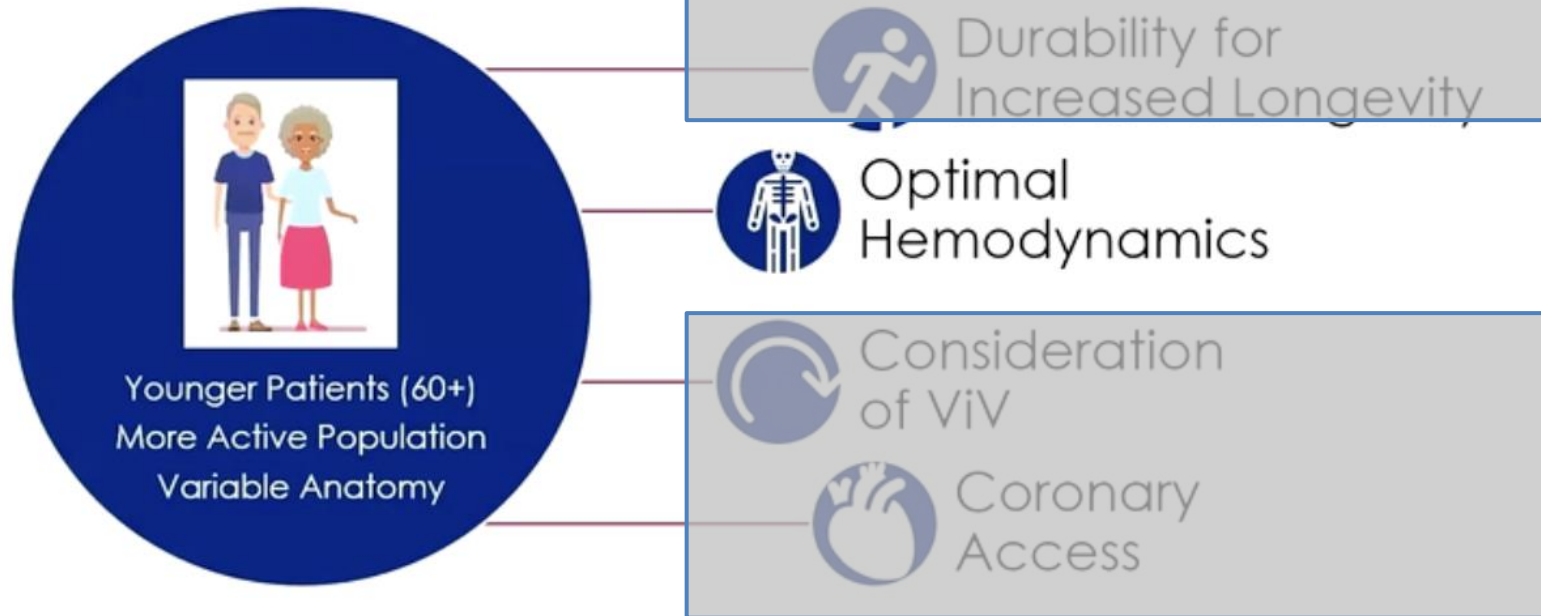 Durability for
Increased Longevity
Optimal
Hemodynamics
Younger Patients (60+)
More Active Population
Variable Anatomy
Consideration
of ViV
Coronary
Access